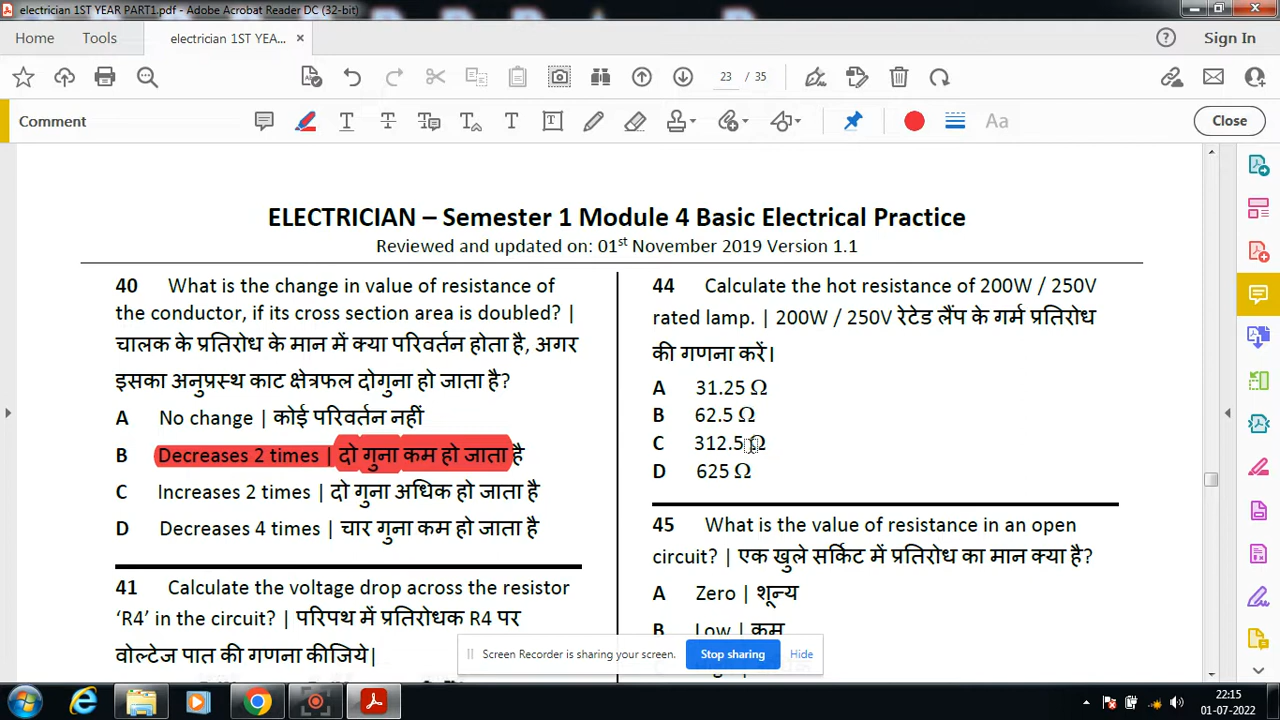 electrician 1ST YEAR PART1.pdf - Adobe Acrobat Reader DC (32-bit)
Home Tools electrician 1ST YEA... × Sign In
23 / 35
Comment Close
ELECTRICIAN – Semester 1 Module 4 Basic Electrical Practice
Reviewed and updated on: 01st November 2019 Version 1.1
40 What is the change in value of resistance of
the conductor, if its cross section area is doubled? |
चालक के प्रतिरोध के मान में क्या परिवर्तन होता है, अगर
इसका अनुप्रस्थ काट क्षेत्रफल दोगुना हो जाता है?
A No change | कोई परिवर्तन नहीं
B Decreases 2 times | दो गुना कम हो जाता है
C Increases 2 times | दो गुना अधिक हो जाता है
D Decreases 4 times | चार गुना कम हो जाता है
41 Calculate the voltage drop across the resistor
‘R4’ in the circuit? | परिपथ में प्रतिरोधक R4 पर
वोल्टेज पात की गणना कीजिये|
44 Calculate the hot resistance of 200W / 250V
rated lamp. | 200W / 250V रेटेड लैंप के गर्म प्रतिरोध
की गणना करें।
A 31.25 Ω
B 62.5 Ω
C 312.5 Ω
D 625 Ω
45 What is the value of resistance in an open
circuit? | एक खुले सर्किट में प्रतिरोध का मान क्या है?
A Zero | शून्य
B Low | कम
Screen Recorder is sharing your screen. Stop sharing Hide
22:15
01-07-2022